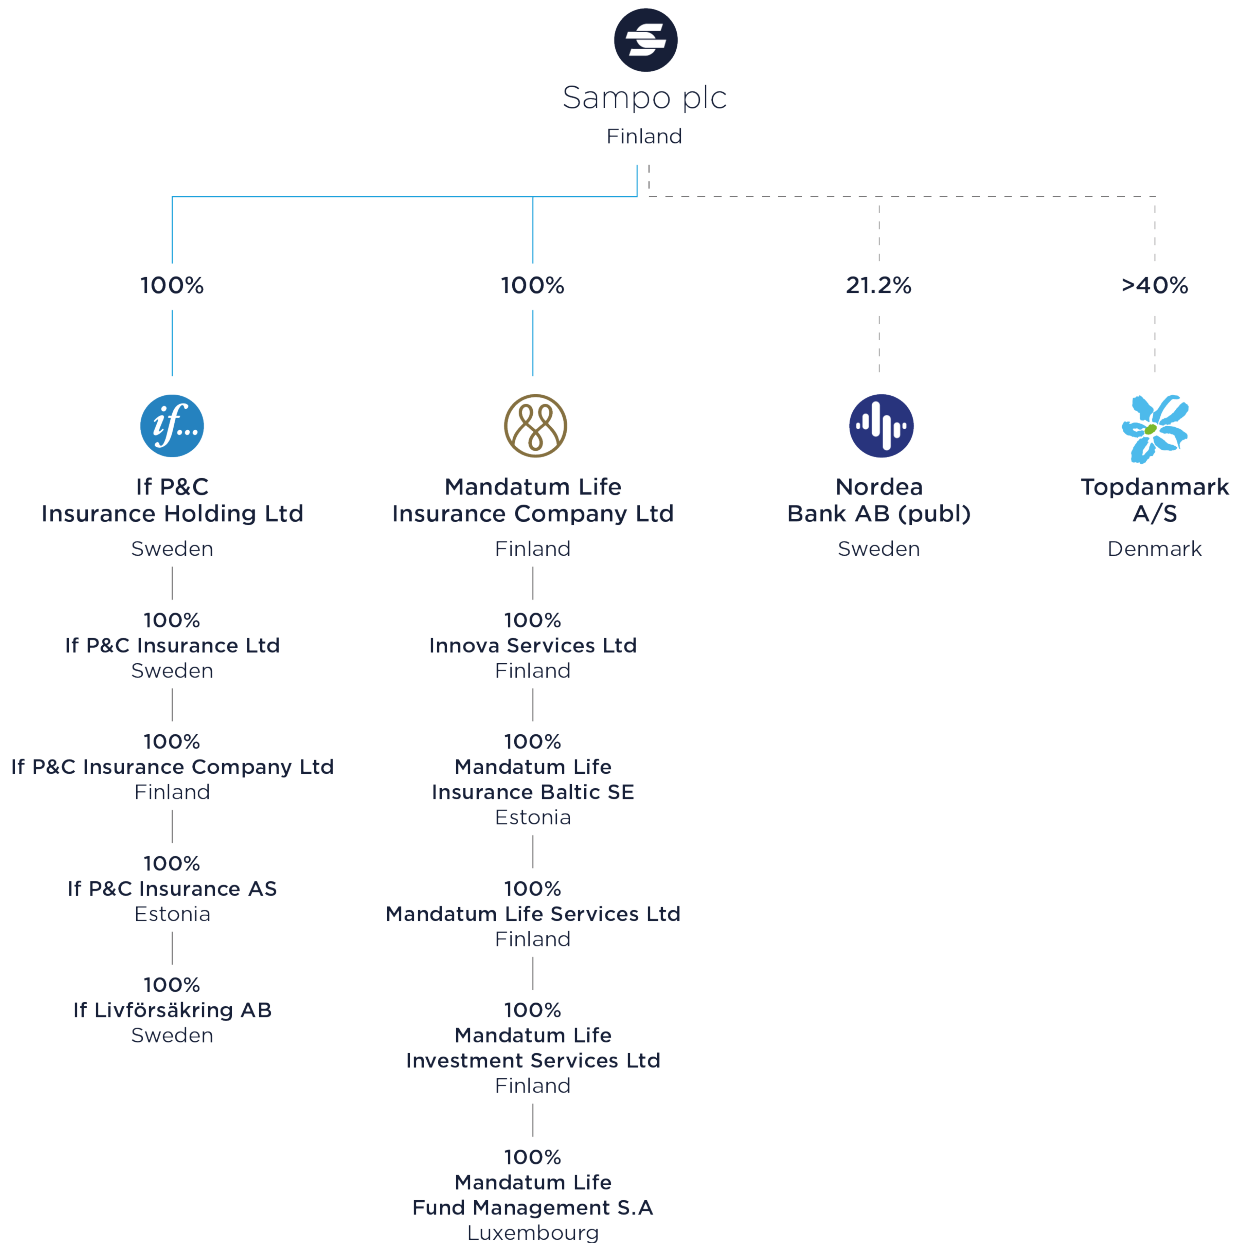 Sampo plc
Finland
100%
100%
21.2%
>40%
if...
If P&C
Insurance Holding Ltd
Sweden
100%
If P&C Insurance Ltd
Sweden
100%
If P&C Insurance Company Ltd
Finland
100%
If P&C Insurance AS
Estonia
100%
If Livförsäkring AB
Sweden
Mandatum Life
Insurance Company Ltd
Finland
100%
Innova Services Ltd
Finland
100%
Mandatum Life
Insurance Baltic SE
Estonia
100%
Mandatum Life Services Ltd
Finland
100%
Mandatum Life
Investment Services Ltd
Finland
100%
Mandatum Life
Fund Management S.A
Luxembourg
Nordea
Bank AB (publ)
Sweden
Topdanmark
A/S
Denmark